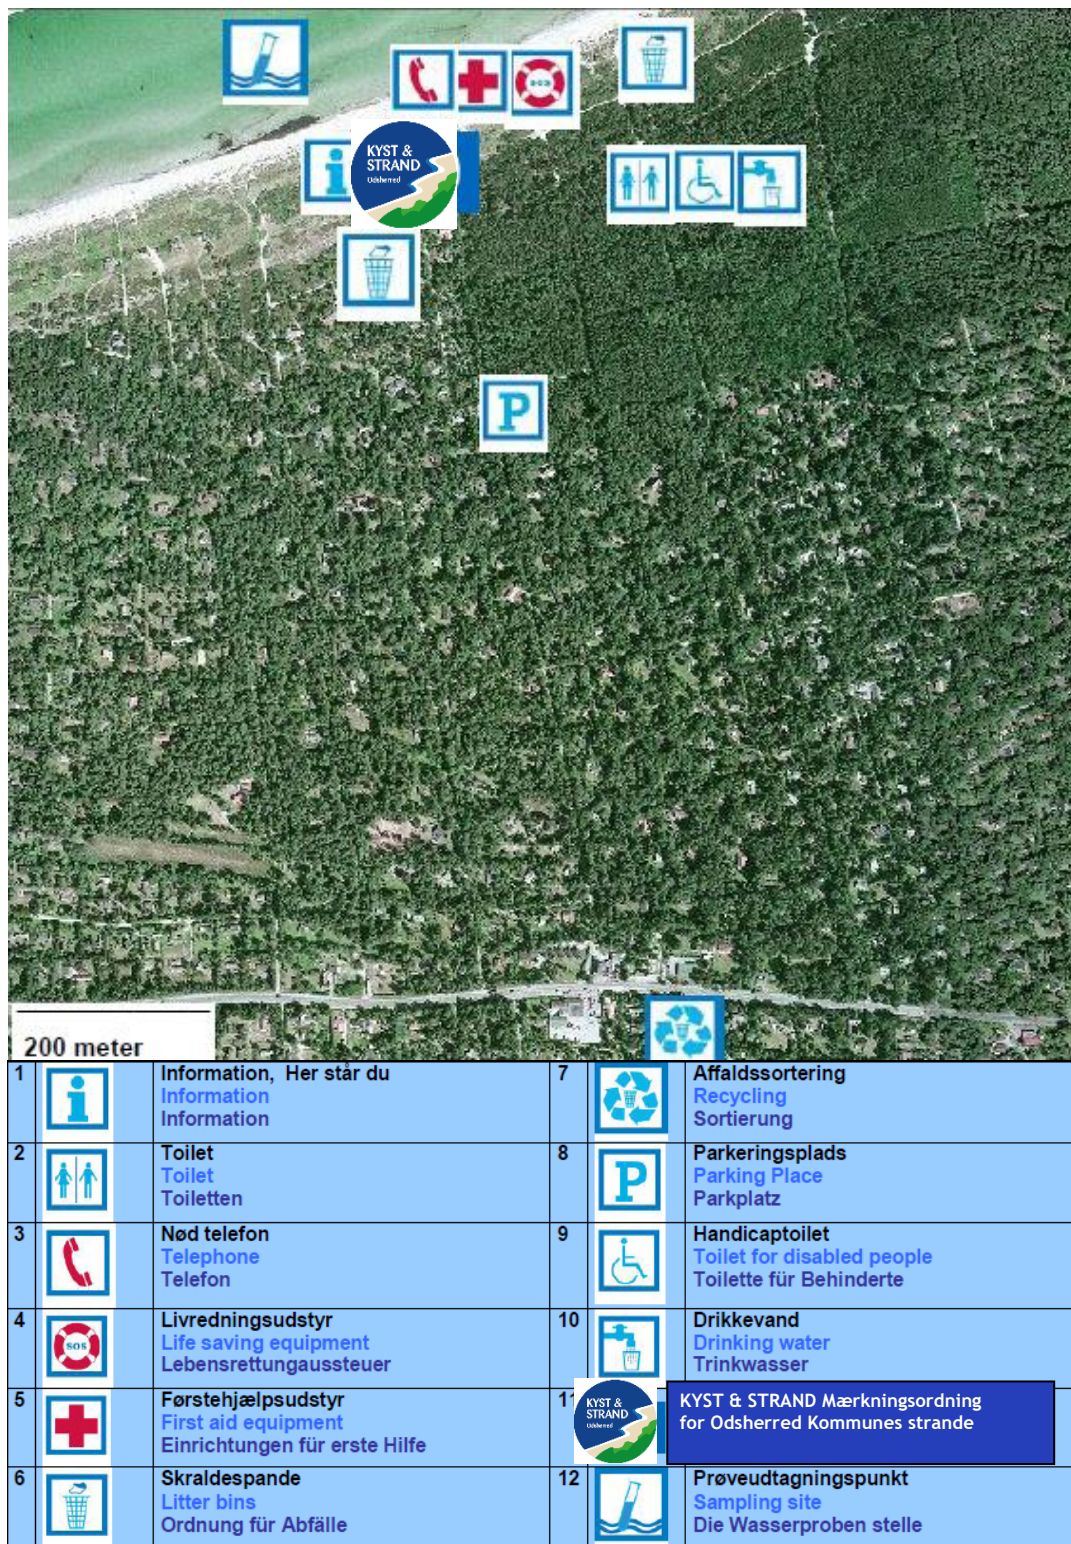 KYST &
STRAND
Odsherred
SOS
P
200 meter
1
Information, Her står du
Information
Information
7
Affaldssortering
Recycling
Sortierung
2
Toilet
Toilet
Toiletten
8
P
Parkeringsplads
Parking Place
Parkplatz
3
Nød telefon
Telephone
Telefon
9
Handicaptoilet
Toilet for disabled people
Toilette für Behinderte
4
SOS
Livredningsudstyr
Life saving equipment
Lebensrettungaussteuer
10
Drikkevand
Drinking water
Trinkwasser
5
Førstehjælpsudstyr
First aid equipment
Einrichtungen für erste Hilfe
11
KYST &
STRAND
Odsherred
KYST & STRAND Mærkningsordning
for Odsherred Kommunes strande
6
Skraldespande
Litter bins
Ordnung für Abfälle
12
Prøveudtagningspunkt
Sampling site
Die Wasserproben stelle